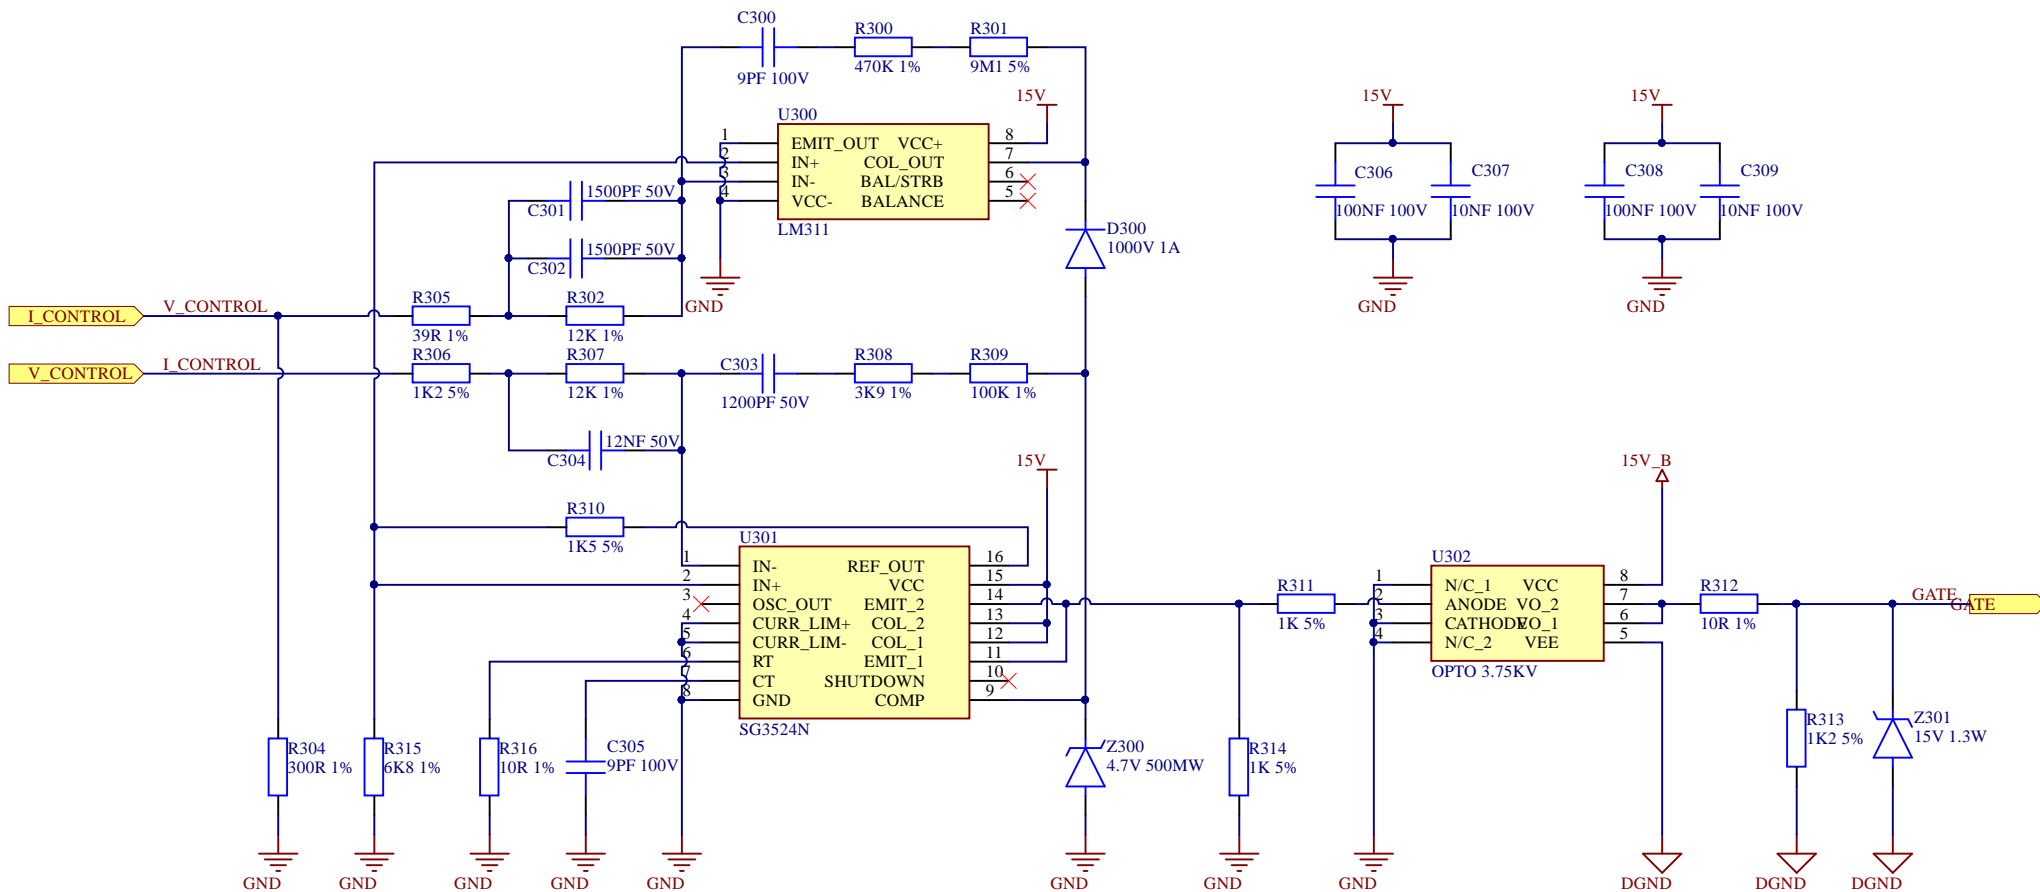 C300
9PF 100V
R300
470K 1%
R301
9M1 5%
15V
U300
1 EMIT_OUT VCC+ 8
2 IN+ COL_OUT 7
3 IN- BAL/STRB 6
4 VCC- BALANCE 5
LM311
C301
1500PF 50V
C302
1500PF 50V
GND
D300
1000V 1A
15V
C306
100NF 100V
C307
10NF 100V
GND
15V
C308
100NF 100V
C309
10NF 100V
GND
I_CONTROL
V_CONTROL
R305
39R 1%
R302
12K 1%
V_CONTROL
I_CONTROL
R306
1K2 5%
R307
12K 1%
C303
1200PF 50V
R308
3K9 1%
R309
100K 1%
C304
12NF 50V
15V
R310
1K5 5%
U301
1 IN- REF_OUT 16
2 IN+ VCC 15
3 OSC_OUT EMIT_2 14
4 CURR_LIM+ COL_2 13
5 CURR_LIM- COL_1 12
6 RT EMIT_1 11
7 CT SHUTDOWN 10
8 GND COMP 9
SG3524N
15V_B
U302
1 N/C_1 VCC 8
2 ANODE VO_2 7
3 CATHODE VO_1 6
4 N/C_2 VEE 5
OPTO 3.75KV
R311
1K 5%
R312
10R 1%
GATE
GATE
R304
300R 1%
R315
6K8 1%
R316
10R 1%
C305
9PF 100V
Z300
4.7V 500MW
R314
1K 5%
R313
1K2 5%
Z301
15V 1.3W
GND
GND
GND
GND
GND
GND
GND
GND
DGND
DGND
DGND